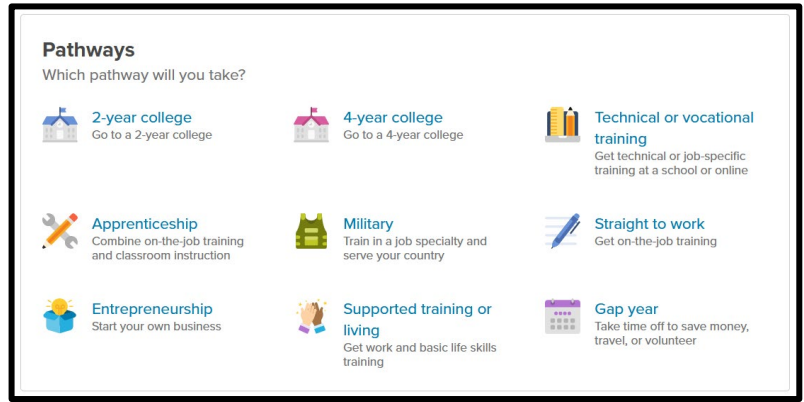 Pathways
Which pathway will you take?
2-year college
Go to a 2-year college
4-year college
Go to a 4-year college
Technical or vocational
training
Get technical or job-specific
training at a school or online
Apprenticeship
Combine on-the-job training
and classroom instruction
Military
Train in a job specialty and
serve your country
Straight to work
Get on-the-job training
Entrepreneurship
Start your own business
Supported training or
living
Get work and basic life skills
training
Gap year
Take time off to save money,
travel, or volunteer